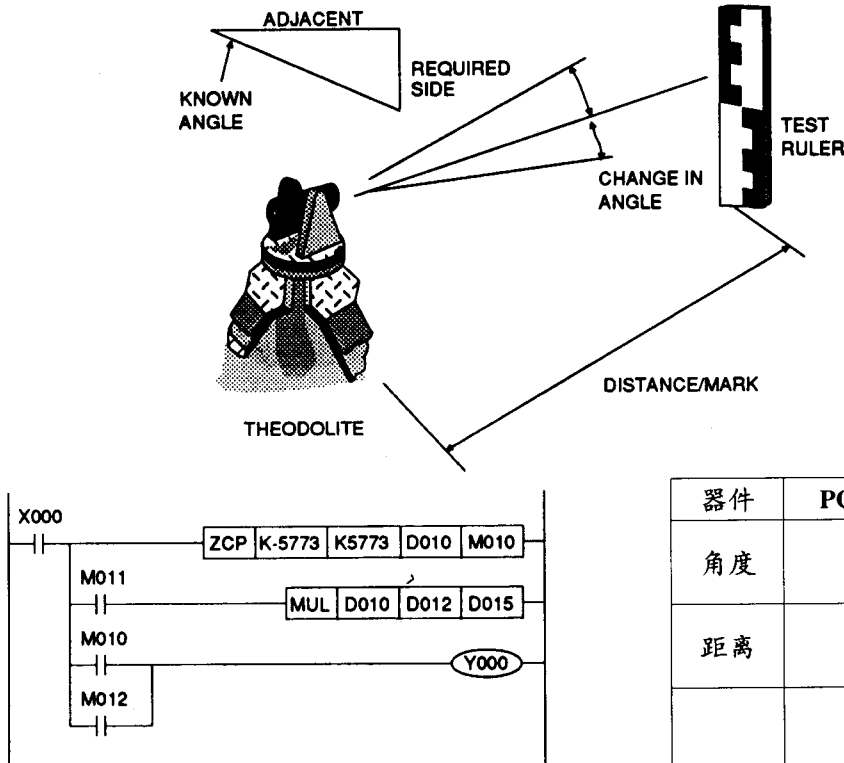 ADJACENT
KNOWN
ANGLE
REQUIRED
SIDE
CHANGE IN
ANGLE
TEST
RULER
DISTANCE/MARK
THEODOLITE
X000
ZCP K-5773 K5773 D010 M010
M011
MUL D010 D012 D015
M010
Y000
M012
器件
角度
距离